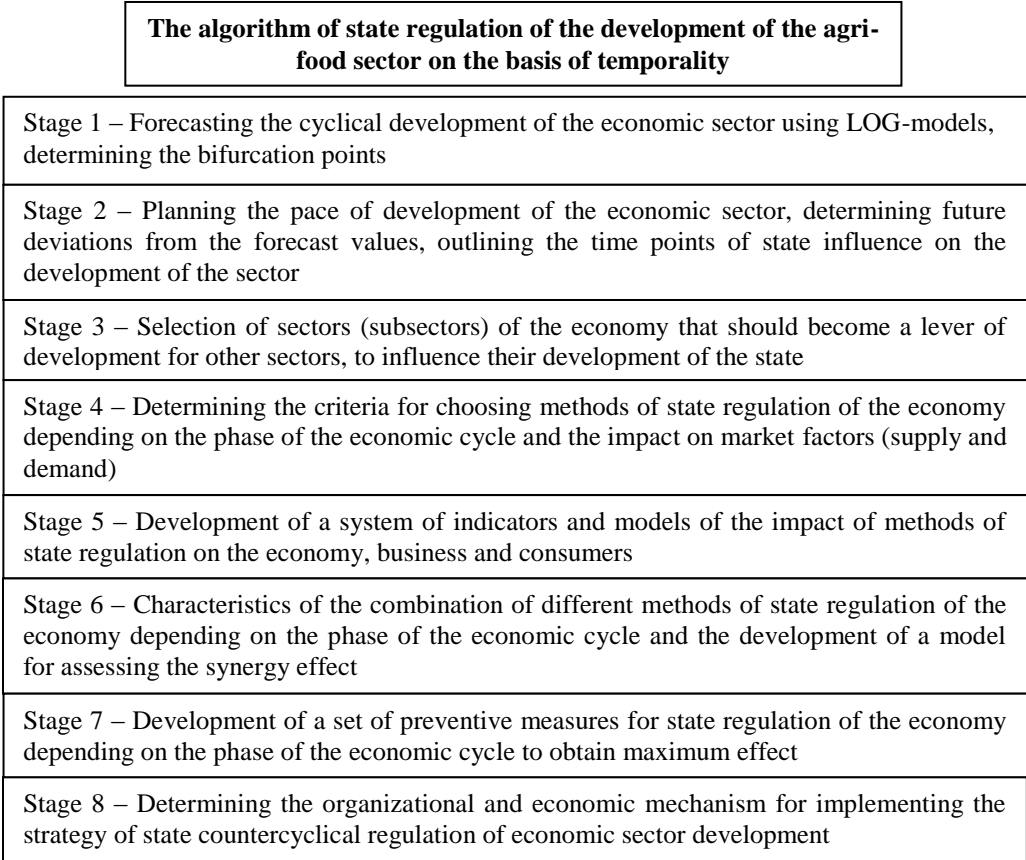 The algorithm of state regulation of the development of the agri-
food sector on the basis of temporality
Stage 1 – Forecasting the cyclical development of the economic sector using LOG-models,
determining the bifurcation points
Stage 2 – Planning the pace of development of the economic sector, determining future
deviations from the forecast values, outlining the time points of state influence on the
development of the sector
Stage 3 – Selection of sectors (subsectors) of the economy that should become a lever of
development for other sectors, to influence their development of the state
Stage 4 – Determining the criteria for choosing methods of state regulation of the economy
depending on the phase of the economic cycle and the impact on market factors (supply and
demand)
Stage 5 – Development of a system of indicators and models of the impact of methods of
state regulation on the economy, business and consumers
Stage 6 – Characteristics of the combination of different methods of state regulation of the
economy depending on the phase of the economic cycle and the development of a model
for assessing the synergy effect
Stage 7 – Development of a set of preventive measures for state regulation of the economy
depending on the phase of the economic cycle to obtain maximum effect
Stage 8 – Determining the organizational and economic mechanism for implementing the
strategy of state countercyclical regulation of economic sector development